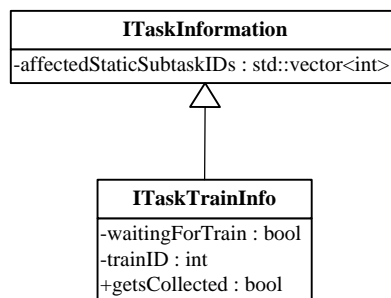 ITaskInformation
-affectedStaticSubtaskIDs : std::vector<int>
ITaskTrainInfo
-waitingForTrain : bool
-trainID : int
+getsCollected : bool